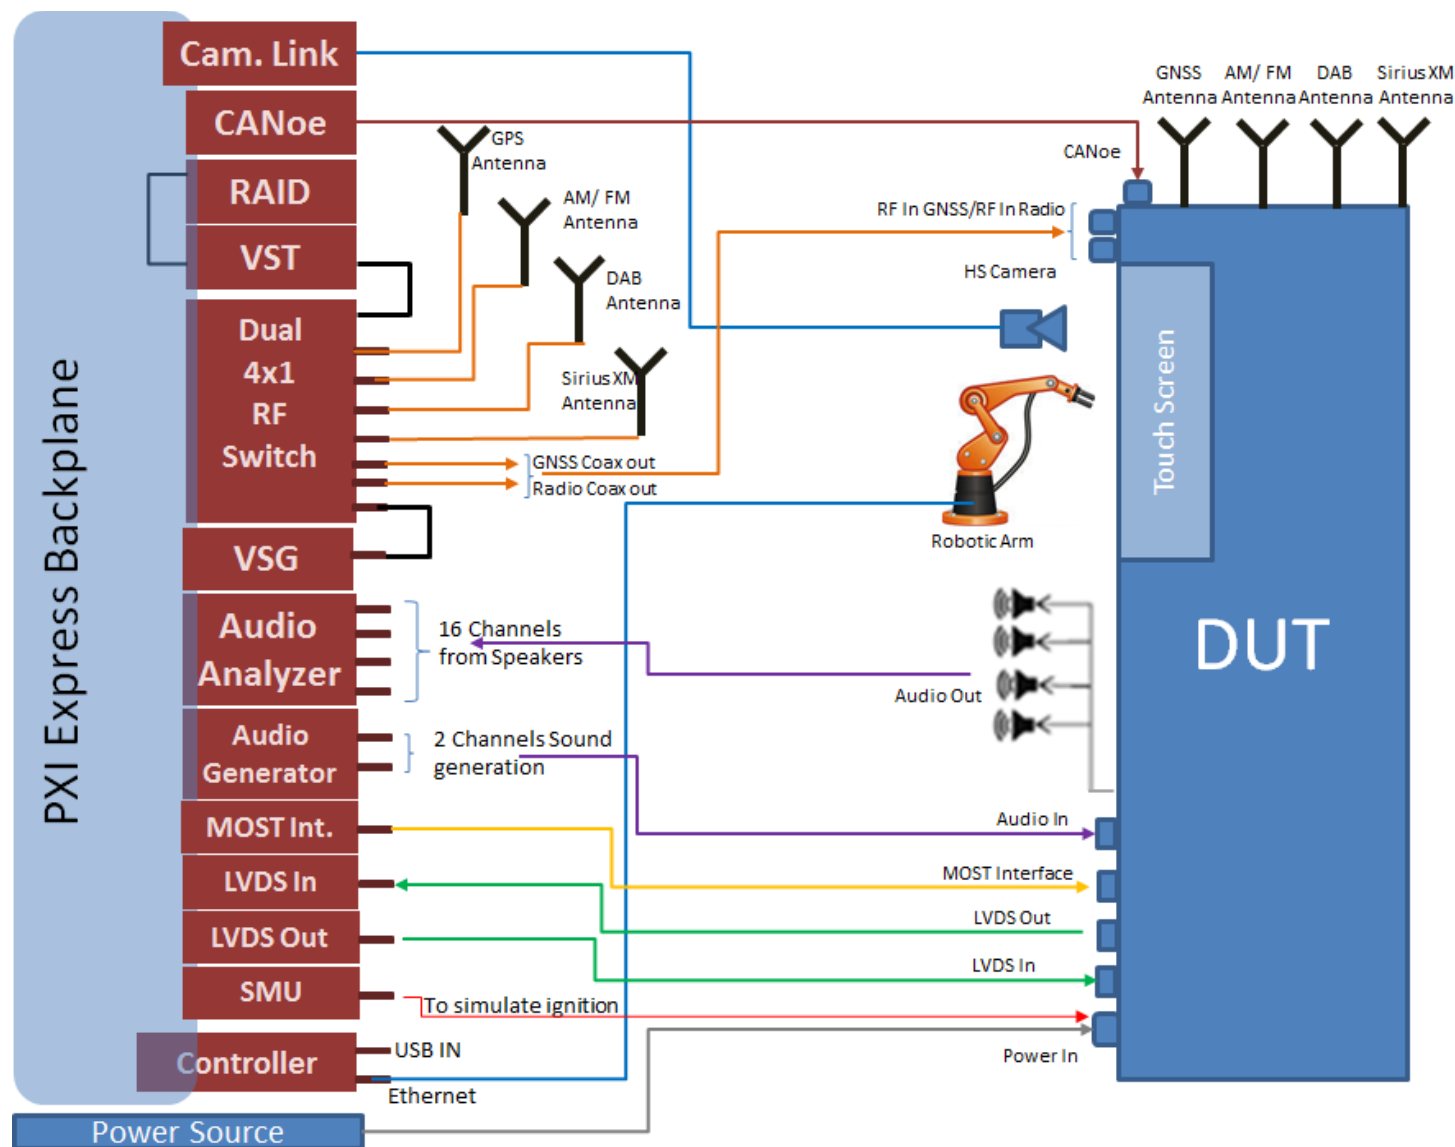 PXI Express Backplane
Cam. Link
CANoe
RAID
VST
Dual
4x1
RF
Switch
VSG
Audio
Analyzer
Audio
Generator
MOST Int.
LVDS In
LVDS Out
SMU
Controller
Power Source
GPS
Antenna
AM/ FM
Antenna
DAB
Antenna
Sirius XM
Antenna
GNSS Coax out
Radio Coax out
16 Channels
from Speakers
2 Channels Sound
generation
To simulate ignition
USB IN
Ethernet
CANoe
RF In GNSS/RF In Radio
HS Camera
Robotic Arm
Audio Out
Audio In
MOST Interface
LVDS Out
LVDS In
Power In
GNSS
Antenna
AM/ FM
Antenna
DAB
Antenna
Sirius XM
Antenna
Touch Screen
DUT